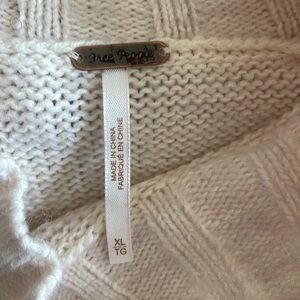 Free People
MADE IN CHINA
FABRIQUÉ EN CHINE
XL
TG